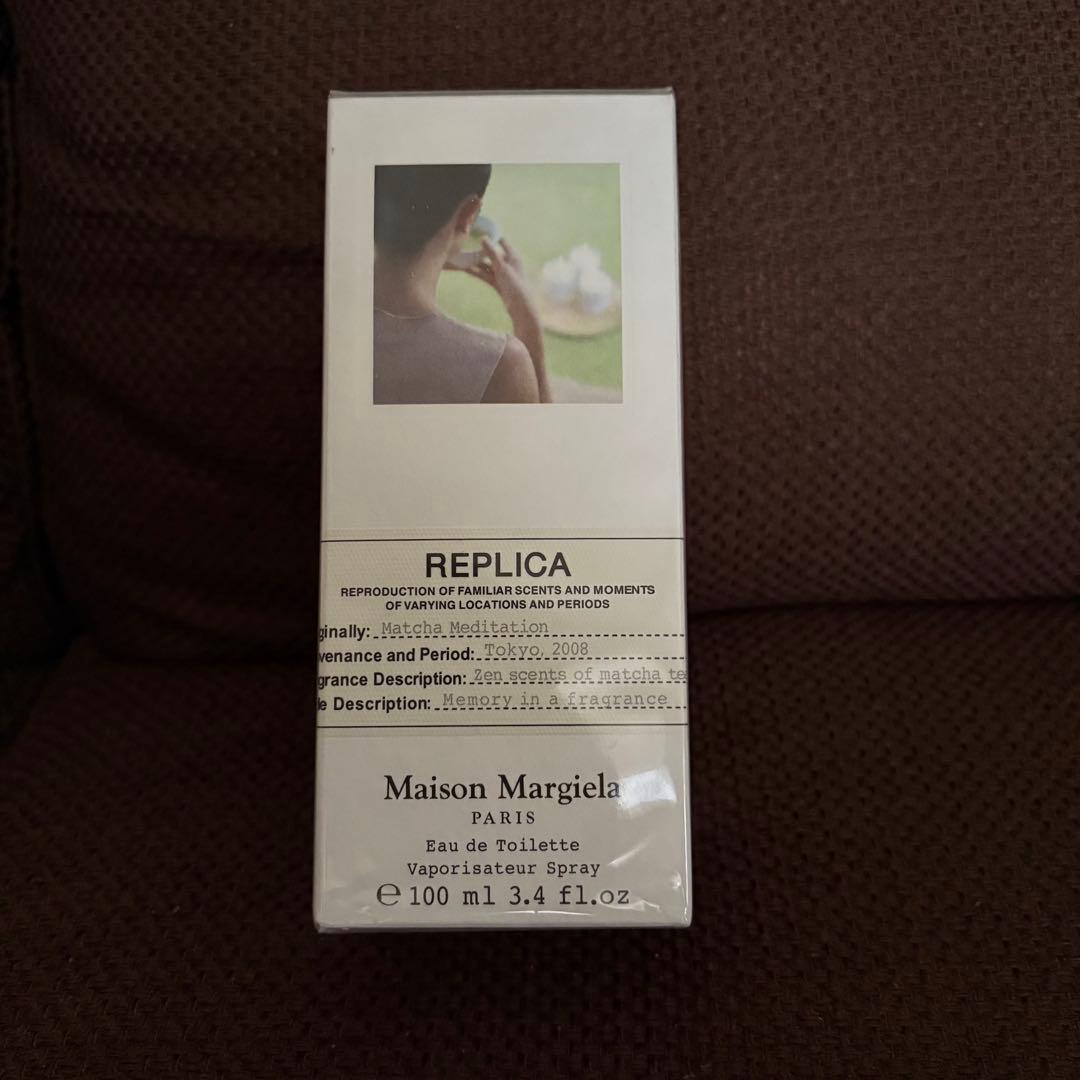 REPLICA
REPRODUCTION OF FAMILIAR SCENTS AND MOMENTS
OF VARYING LOCATIONS AND PERIODS
ginally: Matcha Meditation
venance and Period: Tokyo, 2008
grance Description: Zen scents of matcha te
le Description: Memory in a fragrance
Maison Margiela
PARIS
Eau de Toilette
Vaporisateur Spray
℮ 100 ml 3.4 fl.oz